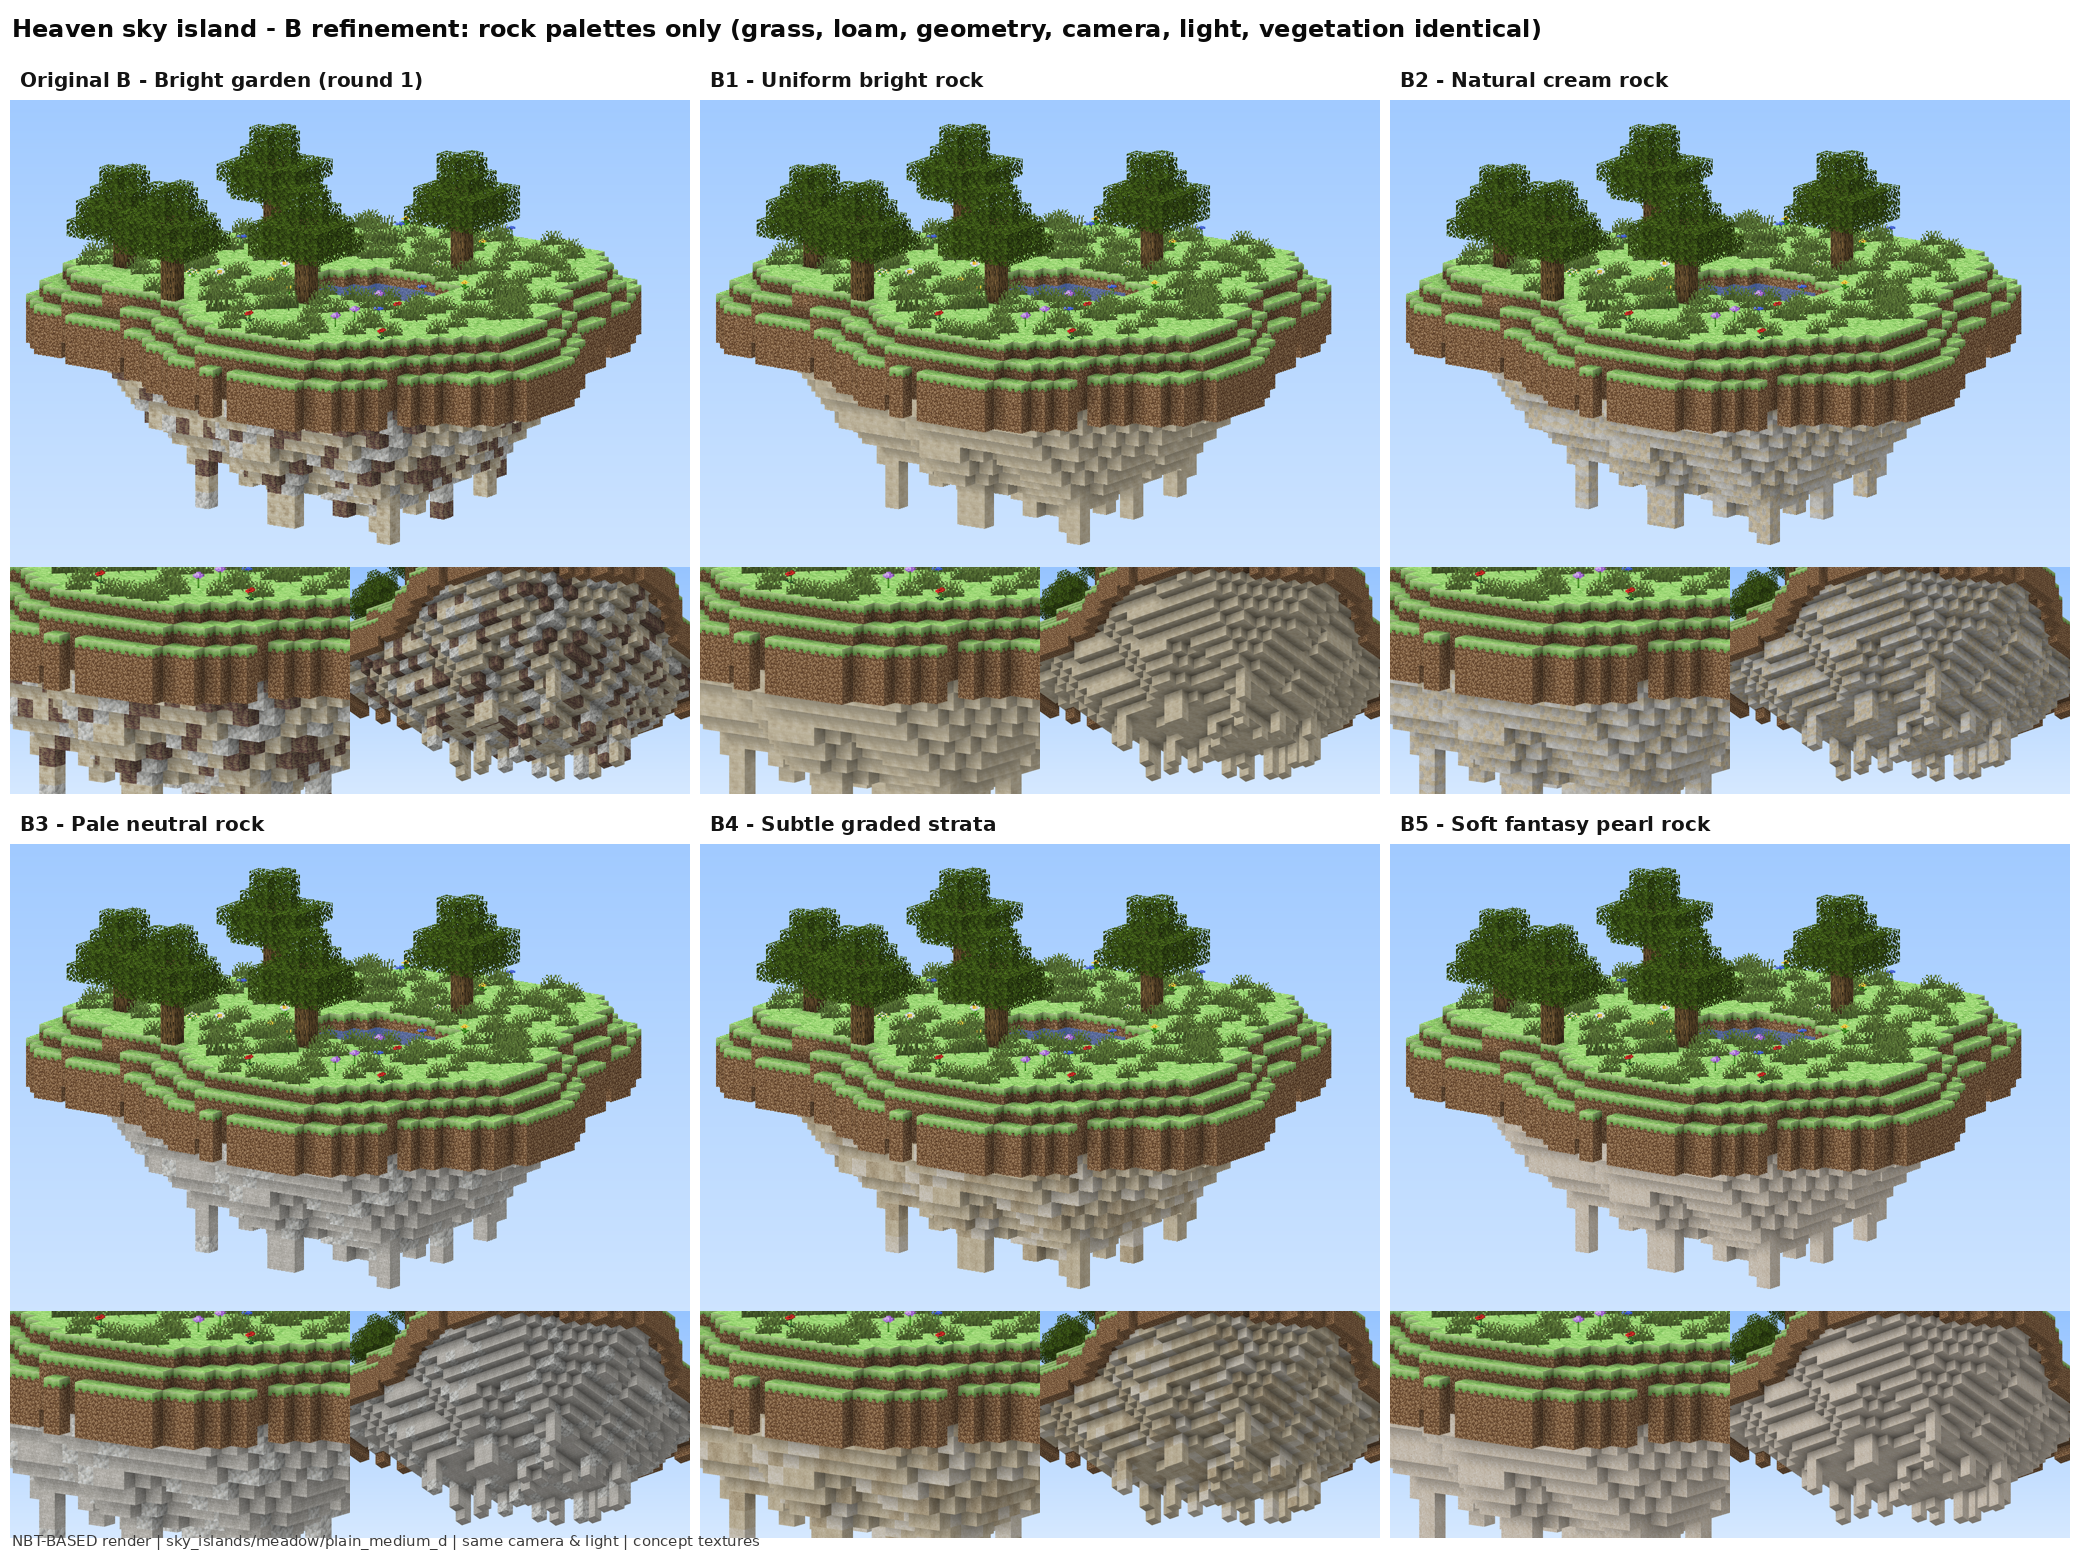 Heaven sky island - B refinement: rock palettes only (grass, loam, geometry, camera, light, vegetation identical)
Original B - Bright garden (round 1)
B1 - Uniform bright rock
B2 - Natural cream rock
B3 - Pale neutral rock
B4 - Subtle graded strata
B5 - Soft fantasy pearl rock
NBT-BASED render | sky_islands/meadow/plain_medium_d | same camera & light | concept textures